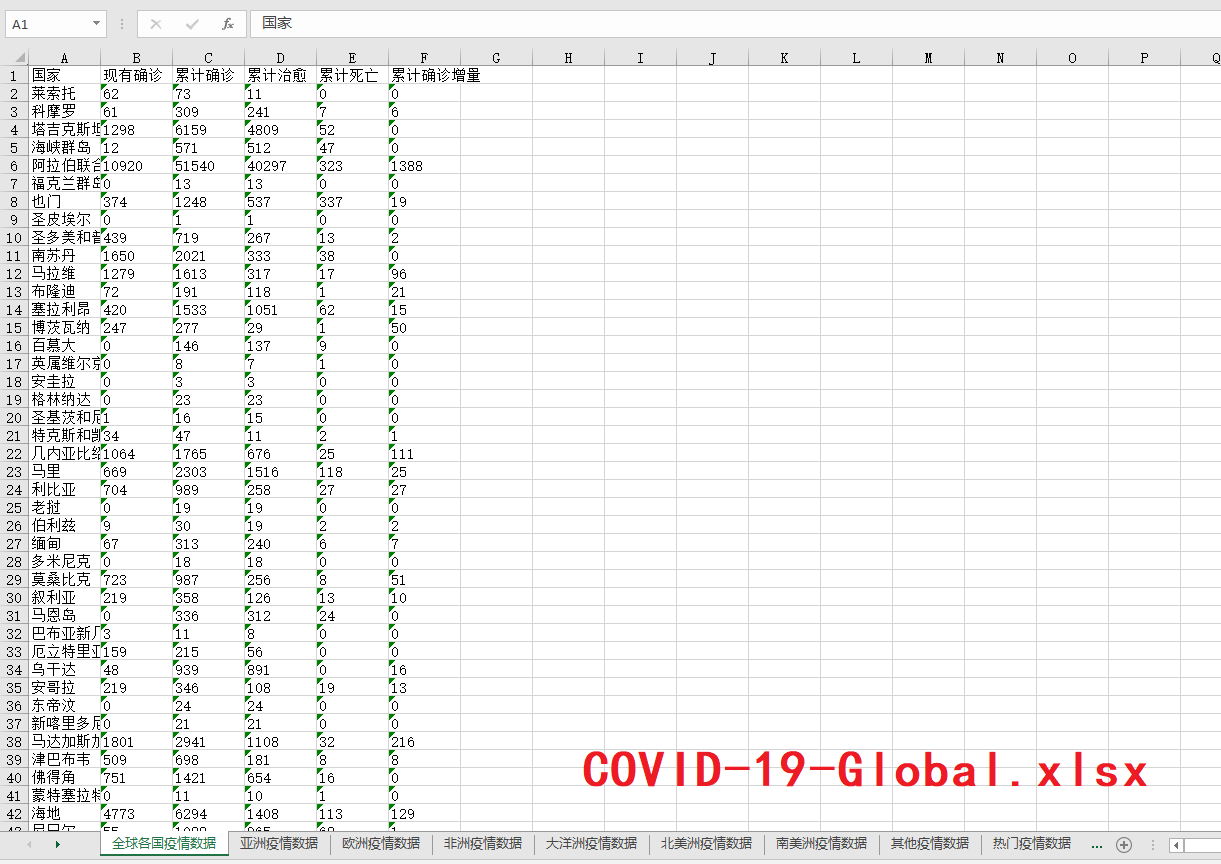 A1 fx 国家
A B C D E F G H I J K L M N O P Q
1 国家 现有确诊 累计确诊 累计治愈 累计死亡 累计确诊增量
2 莱索托 62 73 11 0 0
3 科摩罗 61 309 241 7 6
4 塔吉克斯坦 1298 6159 4809 52 0
5 海峡群岛 12 571 512 47 0
6 阿拉伯联合 10920 51540 40297 323 1388
7 福克兰群岛 0 13 13 0 0
8 也门 374 1248 537 337 19
9 圣皮埃尔 0 1 1 0 0
10 圣多美和普 439 719 267 13 2
11 南苏丹 1650 2021 333 38 0
12 马拉维 1279 1613 317 17 96
13 布隆迪 72 191 118 1 21
14 塞拉利昂 420 1533 1051 62 15
15 博茨瓦纳 247 277 29 1 50
16 百慕大 0 146 137 9 0
17 英属维尔京 0 8 7 1 0
18 安圭拉 0 3 3 0 0
19 格林纳达 0 23 23 0 0
20 圣基茨和尼 1 16 15 0 0
21 特克斯和凯 34 47 11 2 1
22 几内亚比绍 1064 1765 676 25 111
23 马里 669 2303 1516 118 25
24 利比亚 704 989 258 27 27
25 老挝 0 19 19 0 0
26 伯利兹 9 30 19 2 2
27 缅甸 67 313 240 6 7
28 多米尼克 0 18 18 0 0
29 莫桑比克 723 987 256 8 51
30 叙利亚 219 358 126 13 10
31 马恩岛 0 336 312 24 0
32 巴布亚新几 3 11 8 0 0
33 厄立特里亚 159 215 56 0 0
34 乌干达 48 939 891 0 16
35 安哥拉 219 346 108 19 13
36 东帝汶 0 24 24 0 0
37 新喀里多尼 0 21 21 0 0
38 马达加斯加 1801 2941 1108 32 216
39 津巴布韦 509 698 181 8 8
40 佛得角 751 1421 654 16 0
41 蒙特塞拉特 0 11 10 1 0
42 海地 4773 6294 1408 113 129
COVID-19-Global.xlsx
全球各国疫情数据 亚洲疫情数据 欧洲疫情数据 非洲疫情数据 大洋洲疫情数据 北美洲疫情数据 南美洲疫情数据 其他疫情数据 热门疫情数据 ...